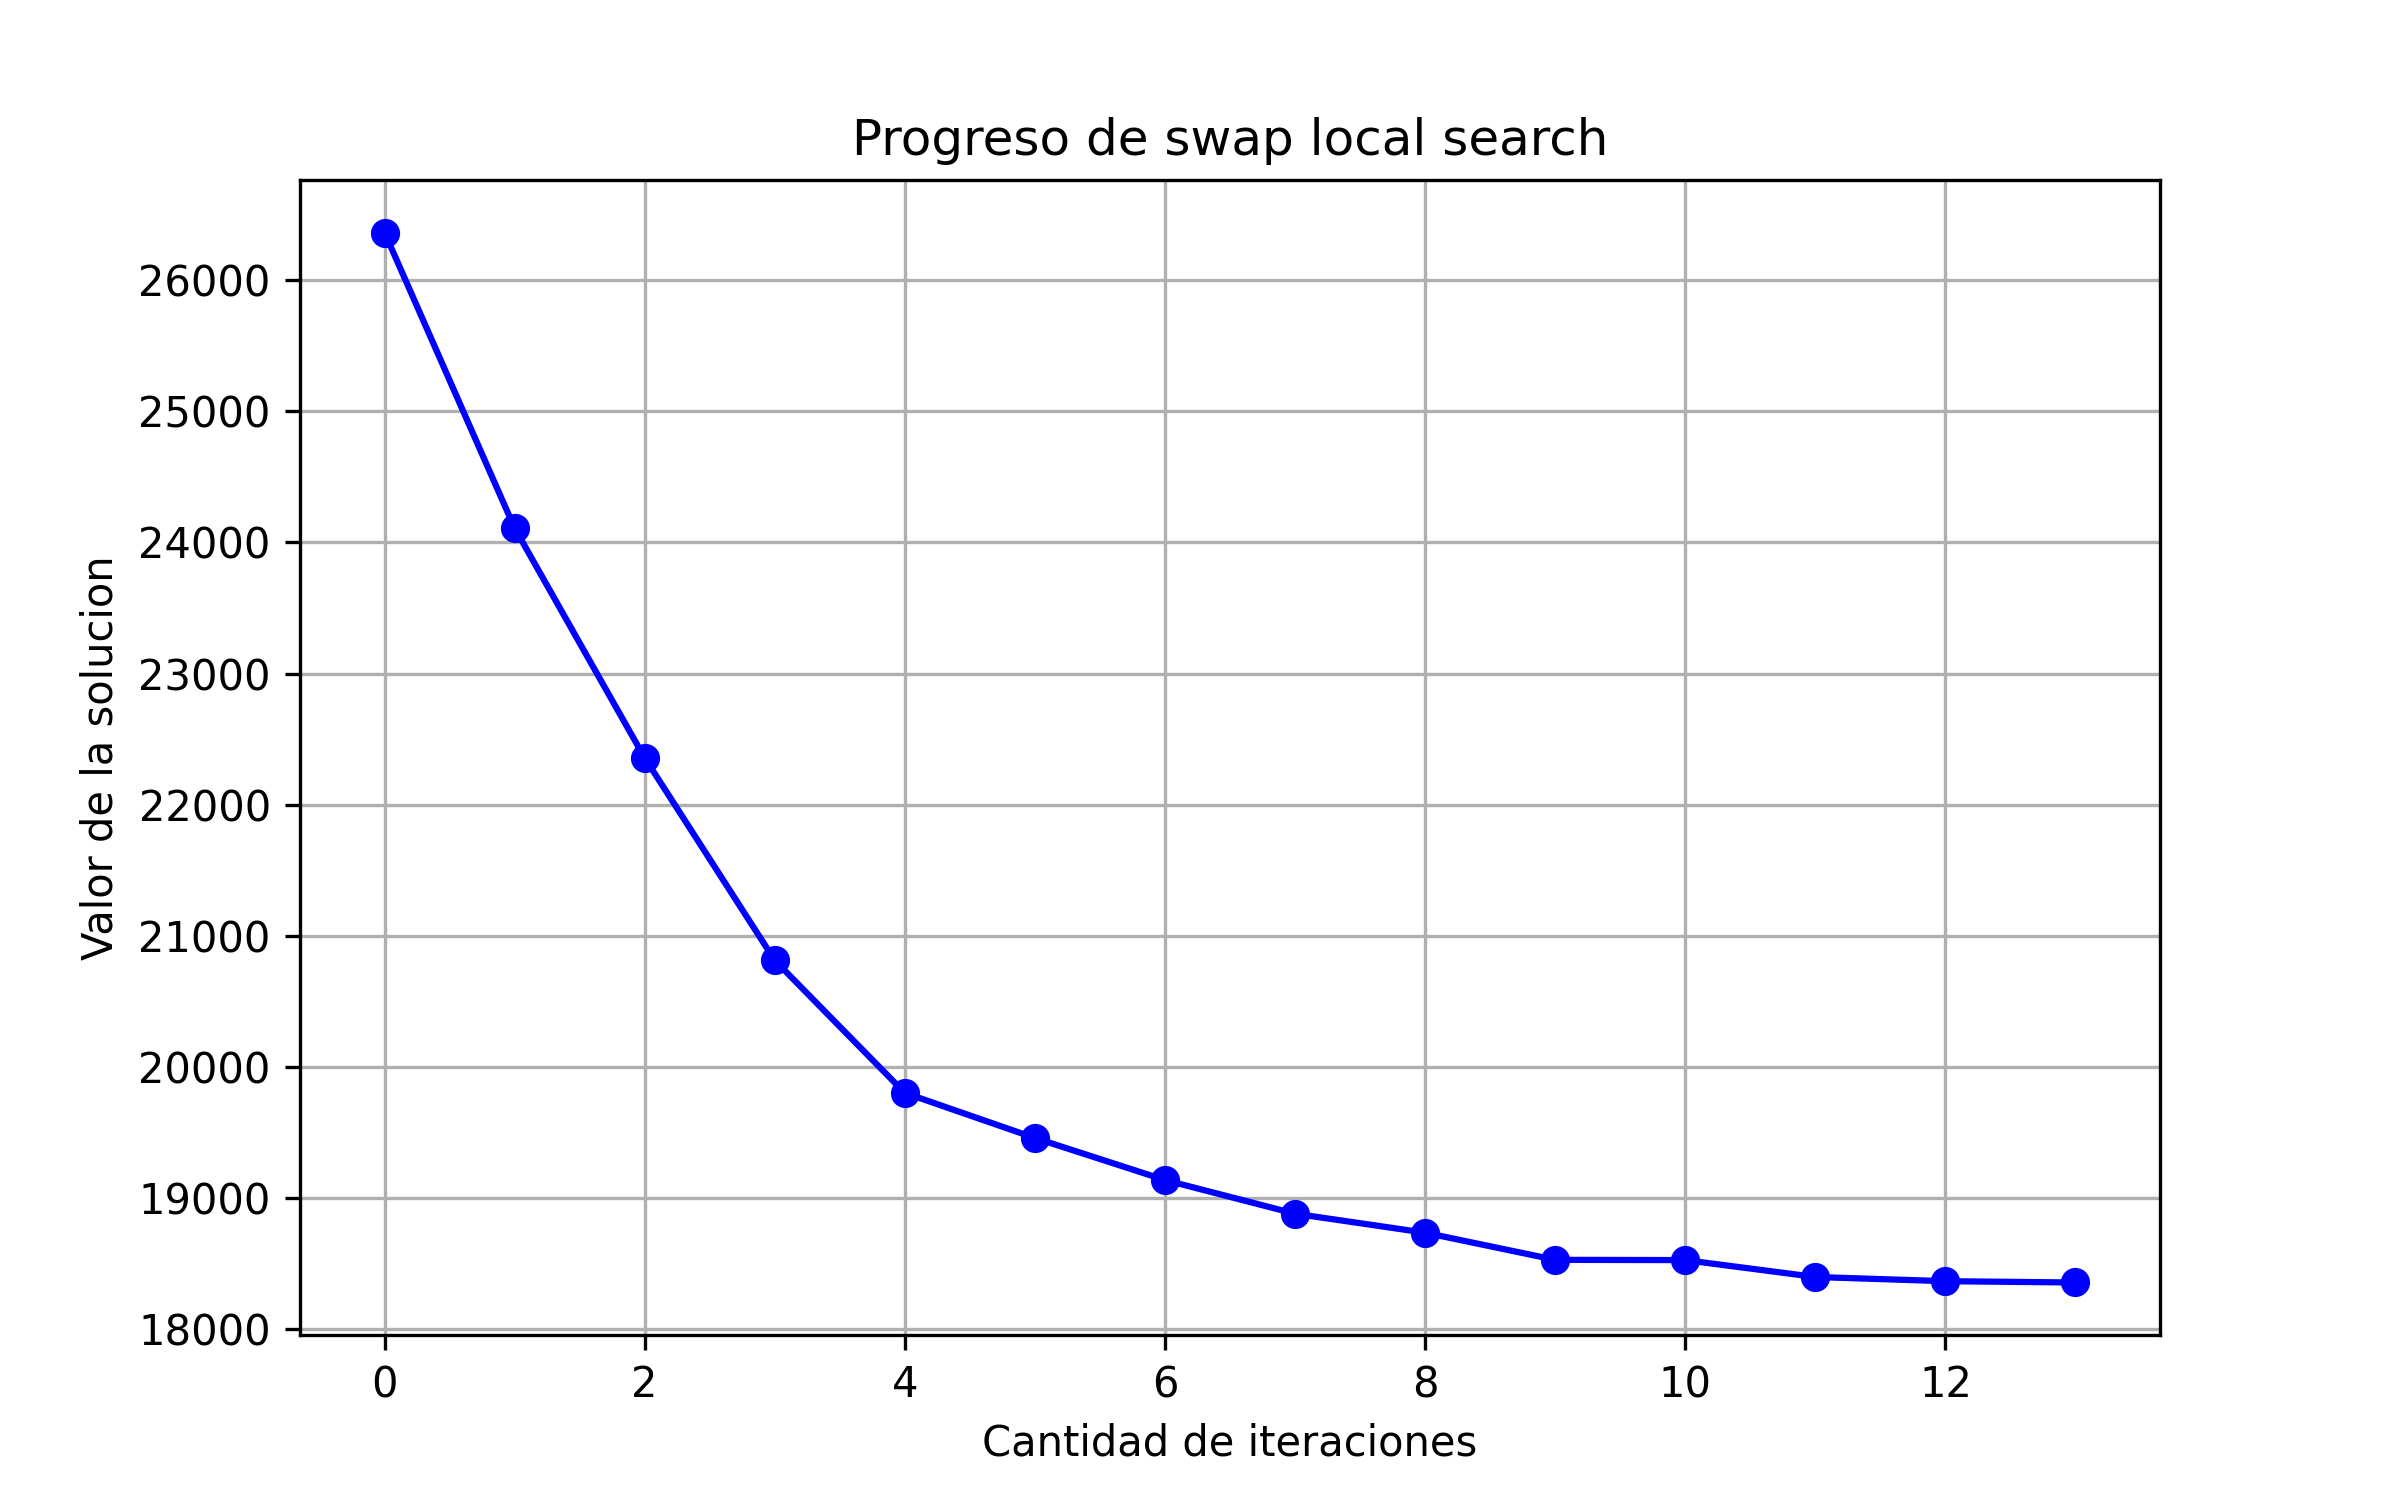 Progreso de swap local search
Valor de la solucion
26000
25000
24000
23000
22000
21000
20000
19000
18000
0 2 4 6 8 10 12
Cantidad de iteraciones